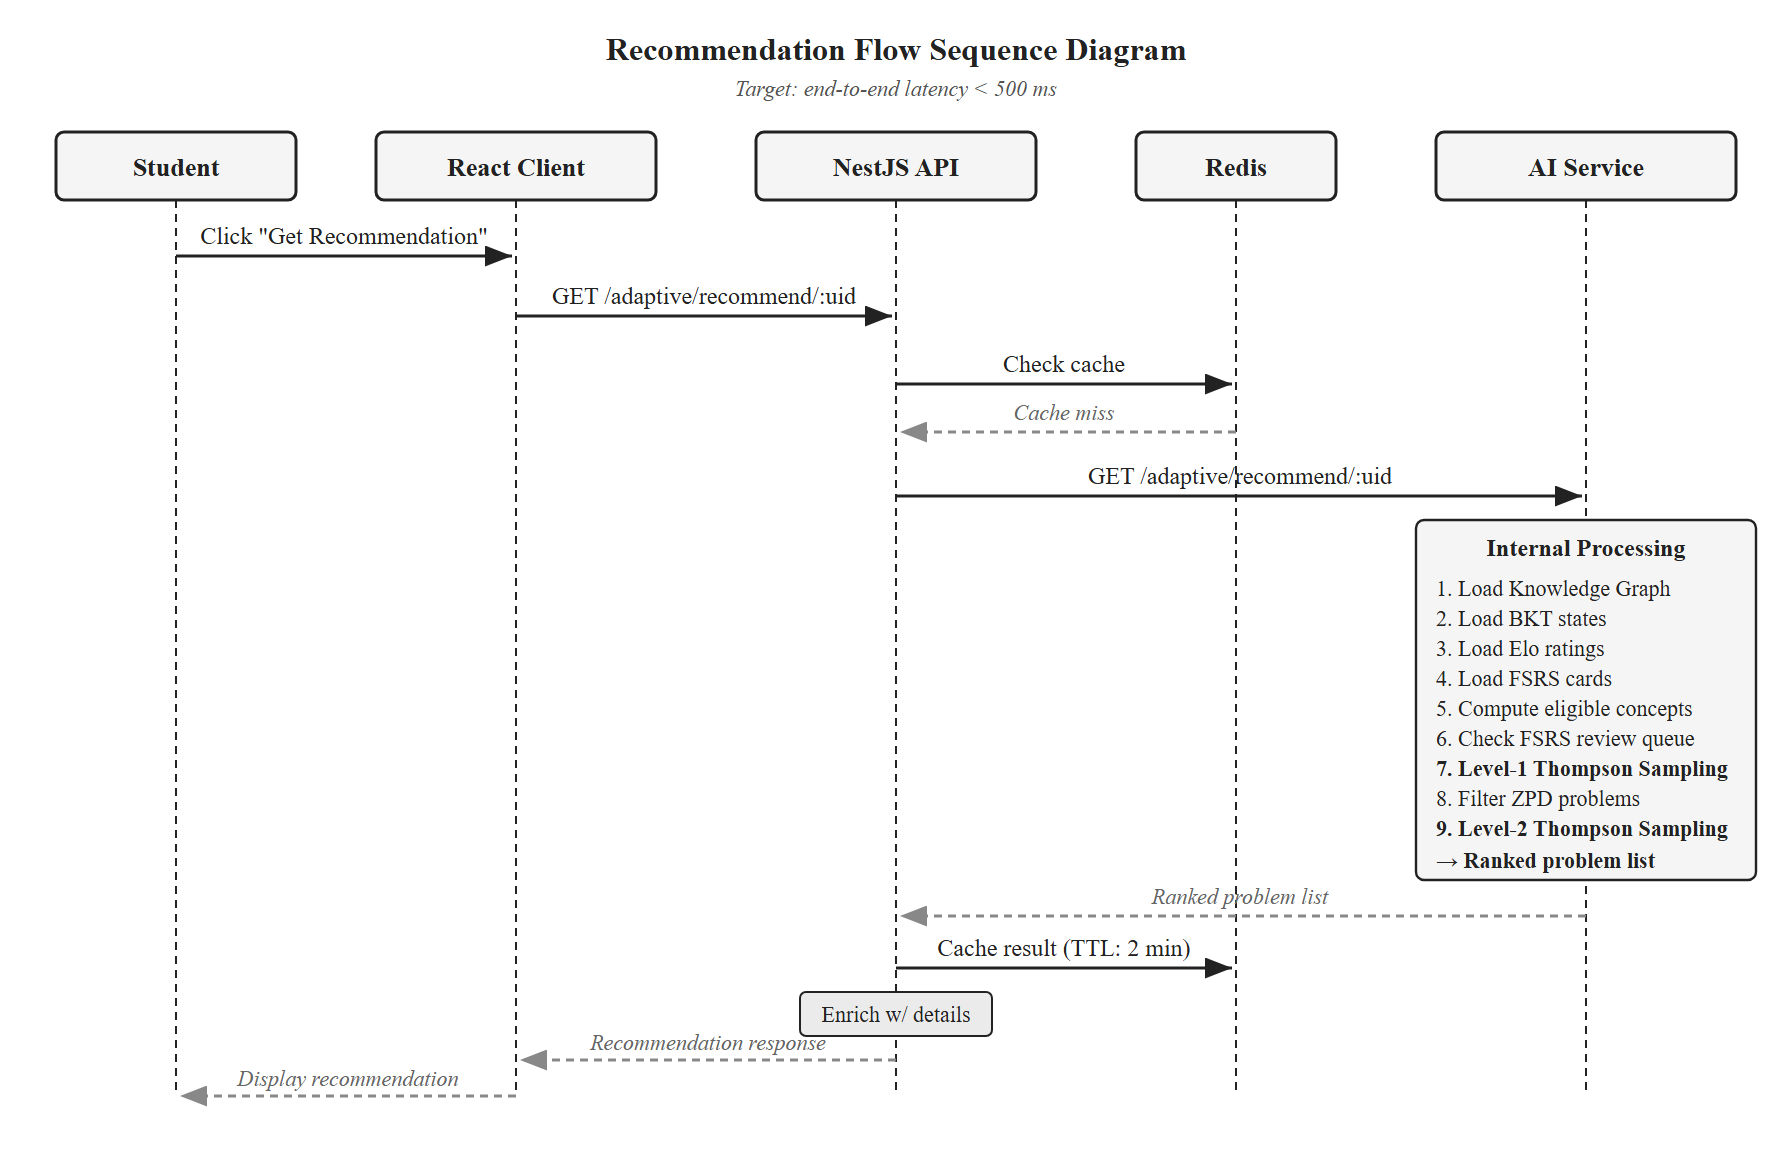 Recommendation Flow Sequence Diagram
Target: end-to-end latency < 500 ms
Student
React Client
NestJS API
Redis
AI Service
Click "Get Recommendation"
GET /adaptive/recommend/:uid
Check cache
Cache miss
GET /adaptive/recommend/:uid
Internal Processing
1. Load Knowledge Graph
2. Load BKT states
3. Load Elo ratings
4. Load FSRS cards
5. Compute eligible concepts
6. Check FSRS review queue
7. Level-1 Thompson Sampling
8. Filter ZPD problems
9. Level-2 Thompson Sampling
→ Ranked problem list
Ranked problem list
Cache result (TTL: 2 min)
Enrich w/ details
Recommendation response
Display recommendation